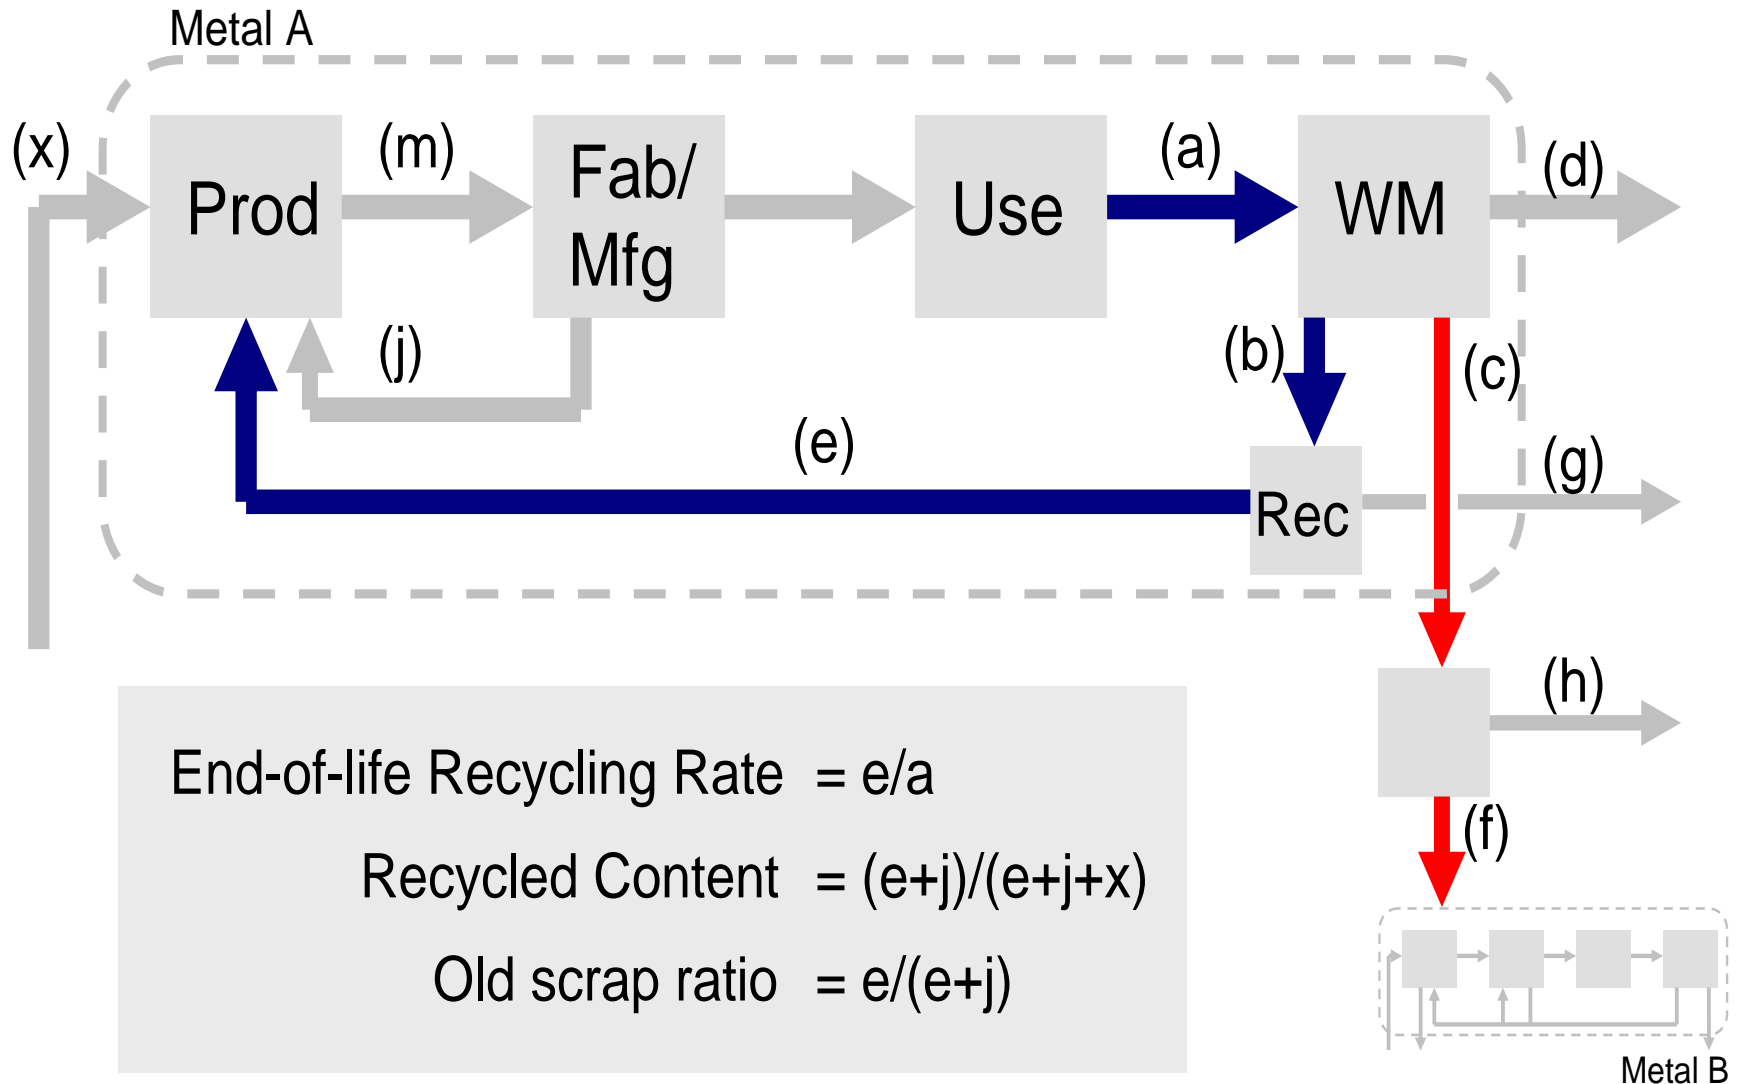 Metal A
(x)
Prod
(m)
Fab/
Mfg
Use
(a)
WM
(d)
(j)
(b)
(c)
(e)
Rec
(g)
(h)
(f)
End-of-life Recycling Rate = e/a
Recycled Content = (e+j)/(e+j+x)
Old scrap ratio = e/(e+j)
Metal B